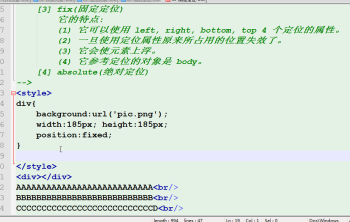 [3] fix(固定定位)
它的特点:
(1) 它可以使用 left, right, bottom, top 4 个定位的属性。
(2) 一旦使用定位属性原来所占用的位置失效了。
(3) 它会使元素上浮。
(4) 它参考定位的对象是 body。
[4] absolute(绝对定位)
-->
<style>
div{
background:url('pic.png');
width:185px; height:185px;
position:fixed;
}
</style>
<div></div>
AAAAAAAAAAAAAAAAAAAAAAAAAAAA<br/>
BBBBBBBBBBBBBBBBBBBBBBBBBBBB<br/>
CCCCCCCCCCCCCCCCCCCCCCCCCCCCD<br/>